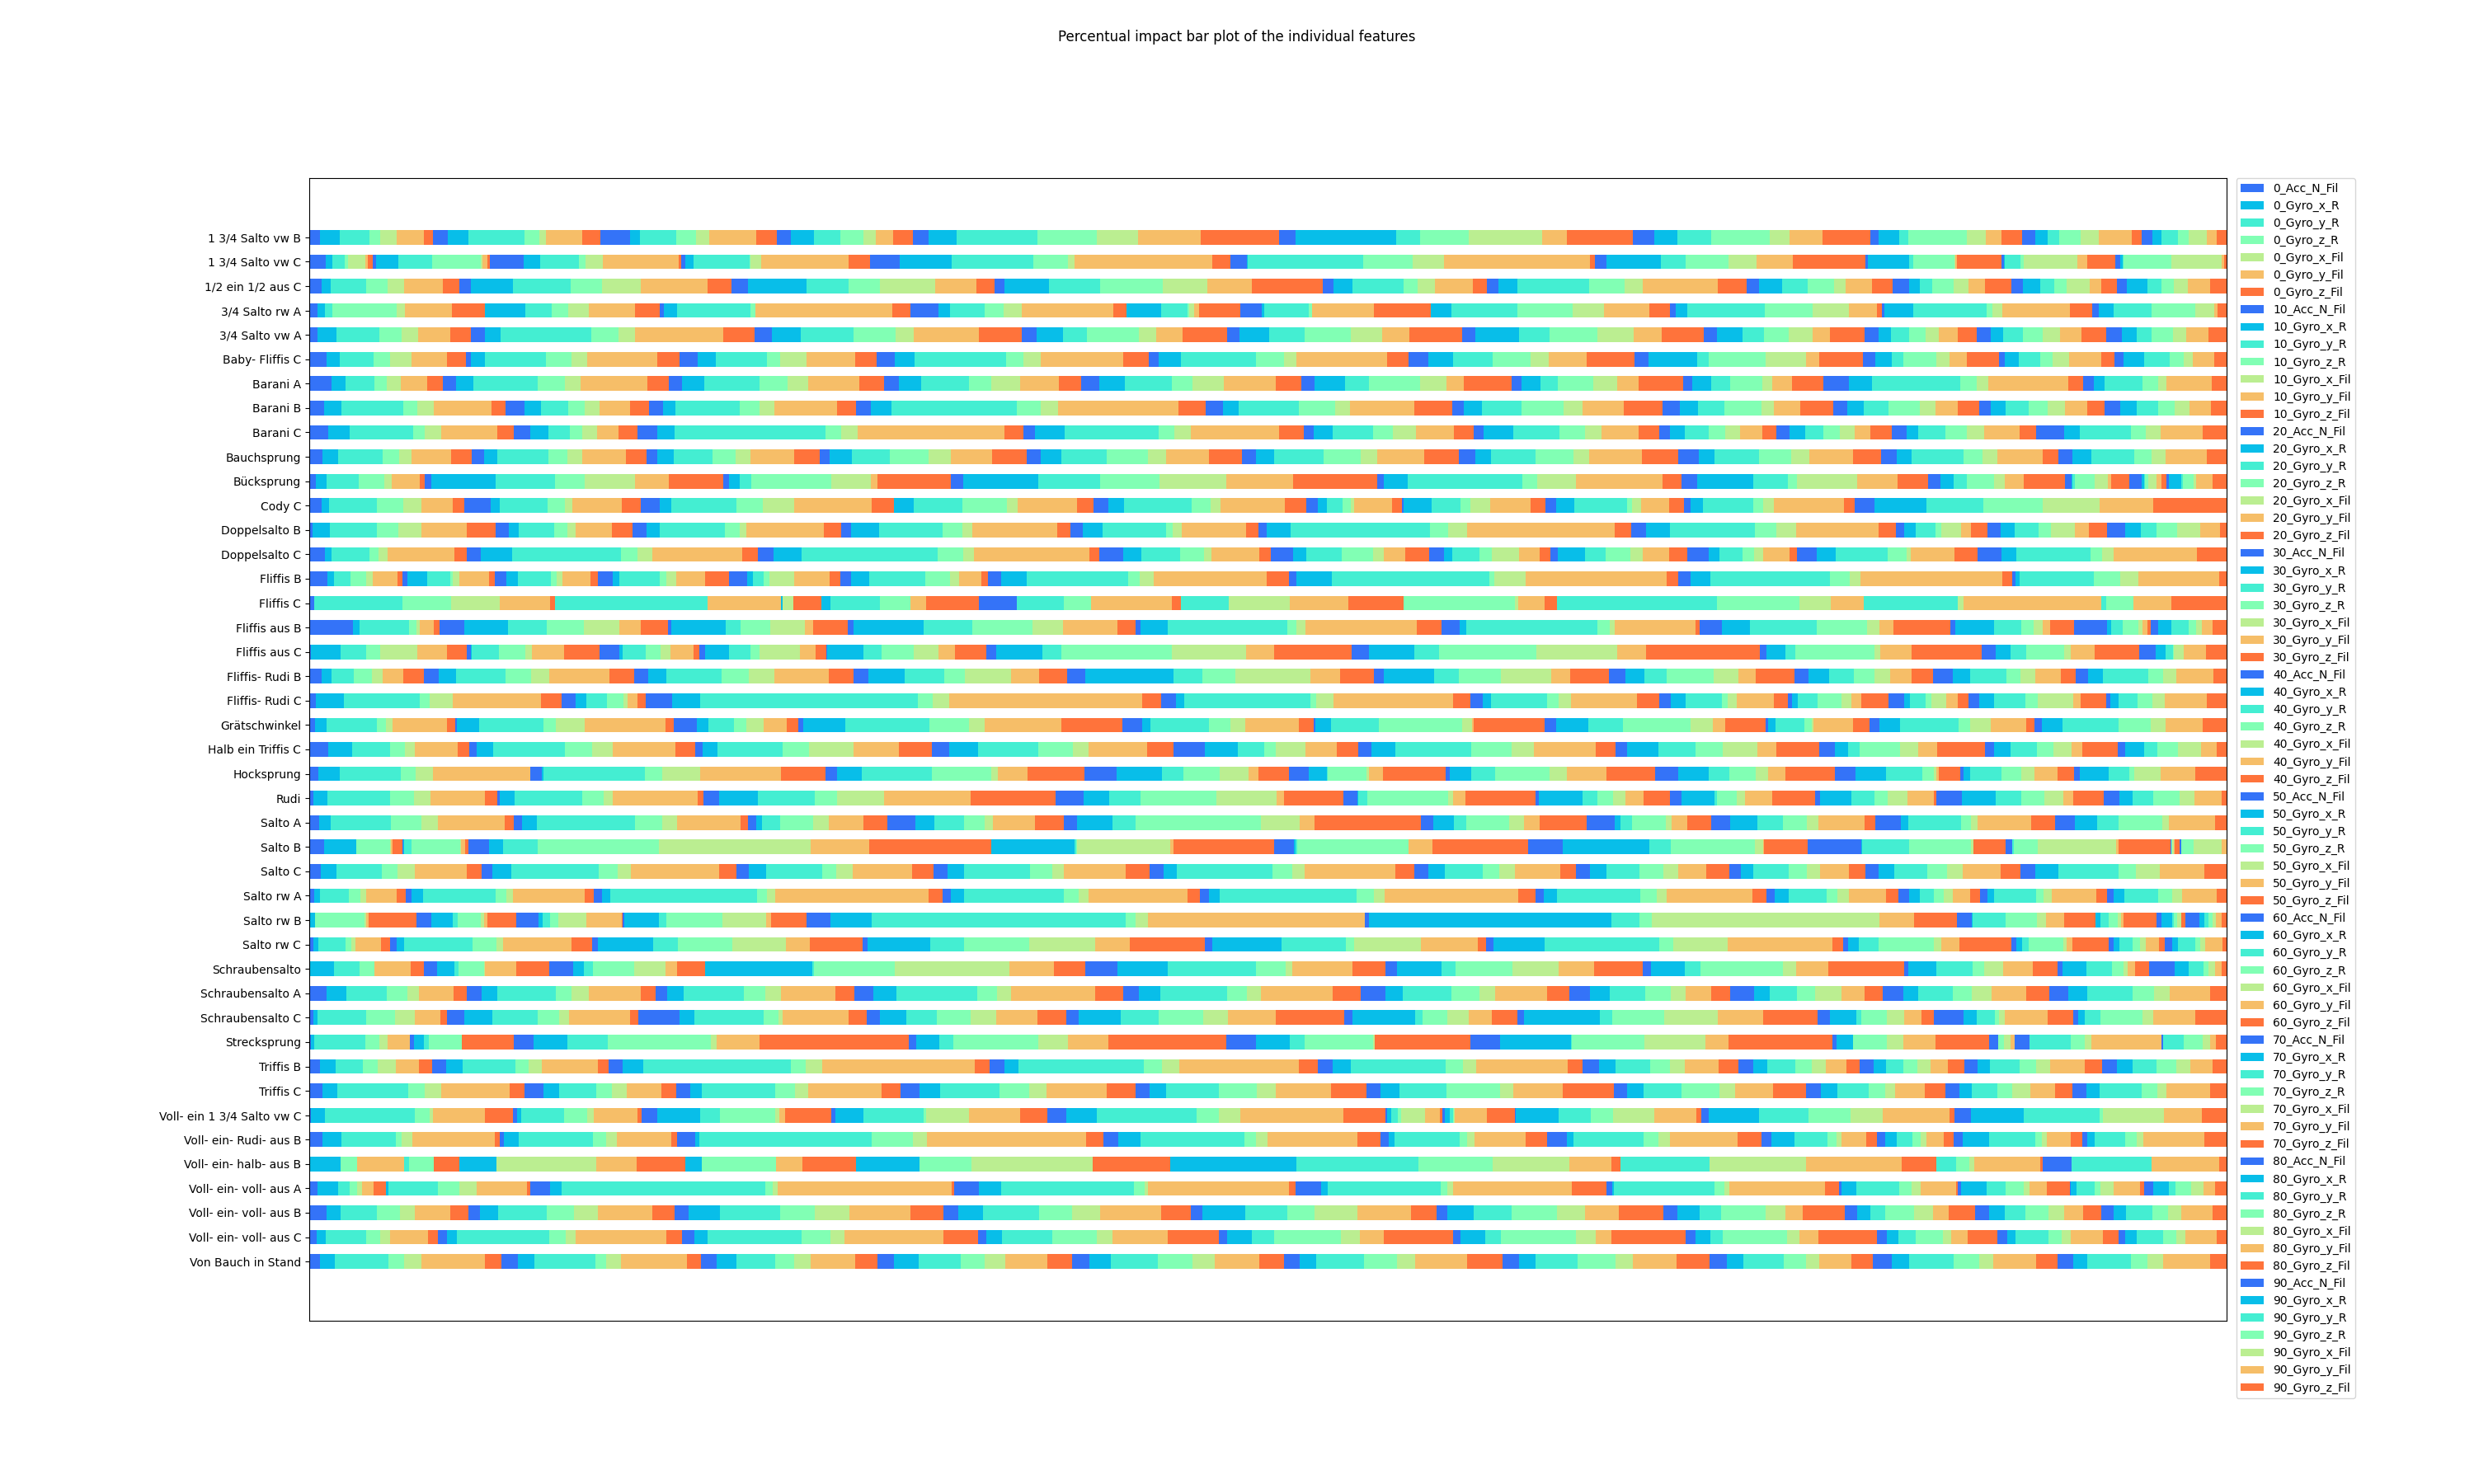 Percentual impact bar plot of the individual features
1 3/4 Salto vw B
1 3/4 Salto vw C
1/2 ein 1/2 aus C
3/4 Salto rw A
3/4 Salto vw A
Baby- Fliffis C
Barani A
Barani B
Barani C
Bauchsprung
Bücksprung
Cody C
Doppelsalto B
Doppelsalto C
Fliffis B
Fliffis C
Fliffis aus B
Fliffis aus C
Fliffis- Rudi B
Fliffis- Rudi C
Grätschwinkel
Halb ein Triffis C
Hocksprung
Rudi
Salto A
Salto B
Salto C
Salto rw A
Salto rw B
Salto rw C
Schraubensalto
Schraubensalto A
Schraubensalto C
Strecksprung
Triffis B
Triffis C
Voll- ein 1 3/4 Salto vw C
Voll- ein- Rudi- aus B
Voll- ein- halb- aus B
Voll- ein- voll- aus A
Voll- ein- voll- aus B
Voll- ein- voll- aus C
Von Bauch in Stand
0_Acc_N_Fil
0_Gyro_x_R
0_Gyro_y_R
0_Gyro_z_R
0_Gyro_x_Fil
0_Gyro_y_Fil
0_Gyro_z_Fil
10_Acc_N_Fil
10_Gyro_x_R
10_Gyro_y_R
10_Gyro_z_R
10_Gyro_x_Fil
10_Gyro_y_Fil
10_Gyro_z_Fil
20_Acc_N_Fil
20_Gyro_x_R
20_Gyro_y_R
20_Gyro_z_R
20_Gyro_x_Fil
20_Gyro_y_Fil
20_Gyro_z_Fil
30_Acc_N_Fil
30_Gyro_x_R
30_Gyro_y_R
30_Gyro_z_R
30_Gyro_x_Fil
30_Gyro_y_Fil
30_Gyro_z_Fil
40_Acc_N_Fil
40_Gyro_x_R
40_Gyro_y_R
40_Gyro_z_R
40_Gyro_x_Fil
40_Gyro_y_Fil
40_Gyro_z_Fil
50_Acc_N_Fil
50_Gyro_x_R
50_Gyro_y_R
50_Gyro_z_R
50_Gyro_x_Fil
50_Gyro_y_Fil
50_Gyro_z_Fil
60_Acc_N_Fil
60_Gyro_x_R
60_Gyro_y_R
60_Gyro_z_R
60_Gyro_x_Fil
60_Gyro_y_Fil
60_Gyro_z_Fil
70_Acc_N_Fil
70_Gyro_x_R
70_Gyro_y_R
70_Gyro_z_R
70_Gyro_x_Fil
70_Gyro_y_Fil
70_Gyro_z_Fil
80_Acc_N_Fil
80_Gyro_x_R
80_Gyro_y_R
80_Gyro_z_R
80_Gyro_x_Fil
80_Gyro_y_Fil
80_Gyro_z_Fil
90_Acc_N_Fil
90_Gyro_x_R
90_Gyro_y_R
90_Gyro_z_R
90_Gyro_x_Fil
90_Gyro_y_Fil
90_Gyro_z_Fil